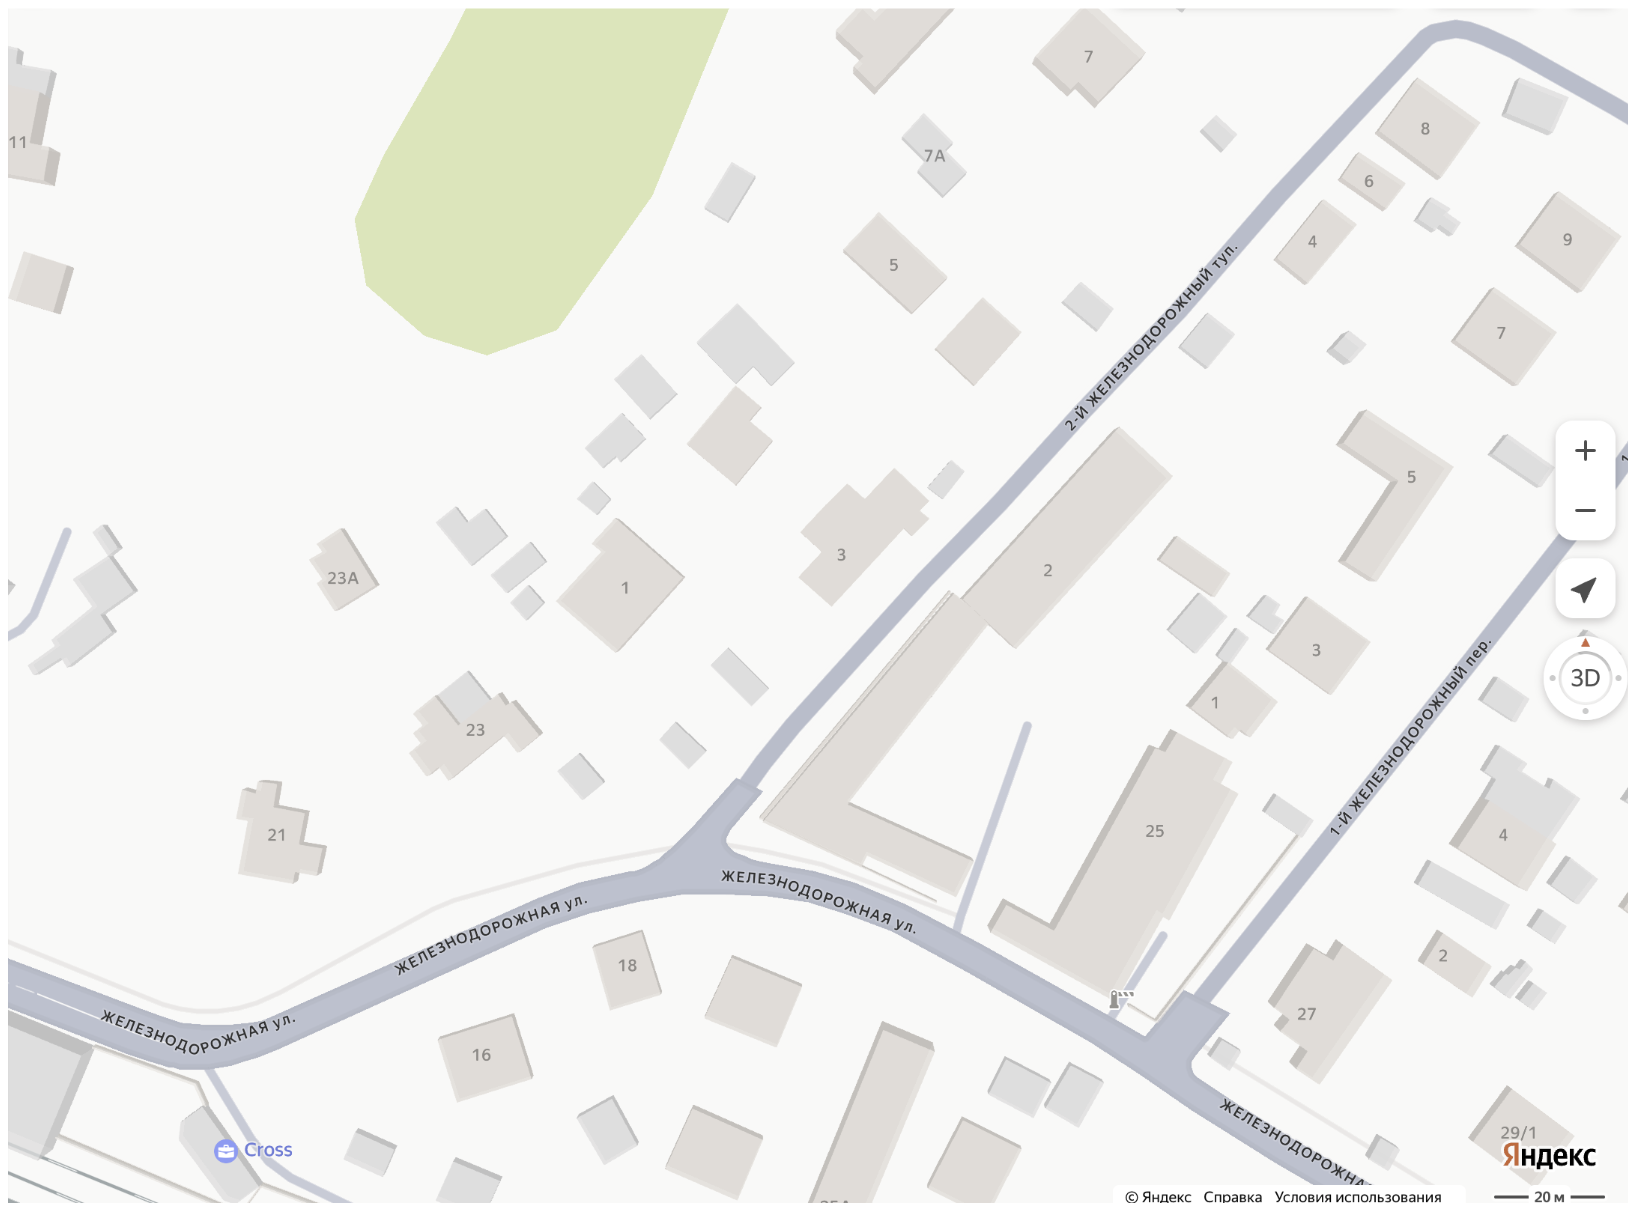 7
8
11
7А
6
4
9
5
2-Й ЖЕЛЕЗНОДОРОЖНЫЙ туп.
7
5
3
2
23А
1
3
1
3D
1-Й ЖЕЛЕЗНОДОРОЖНЫЙ пер.
23
21
25
4
ЖЕЛЕЗНОДОРОЖНАЯ ул.
ЖЕЛЕЗНОДОРОЖНАЯ ул.
18
2
27
ЖЕЛЕЗНОДОРОЖНАЯ ул.
16
ЖЕЛЕЗНОДОРОЖНА
29/1
Cross
Яндекс
© Яндекс Справка Условия использования 20 м